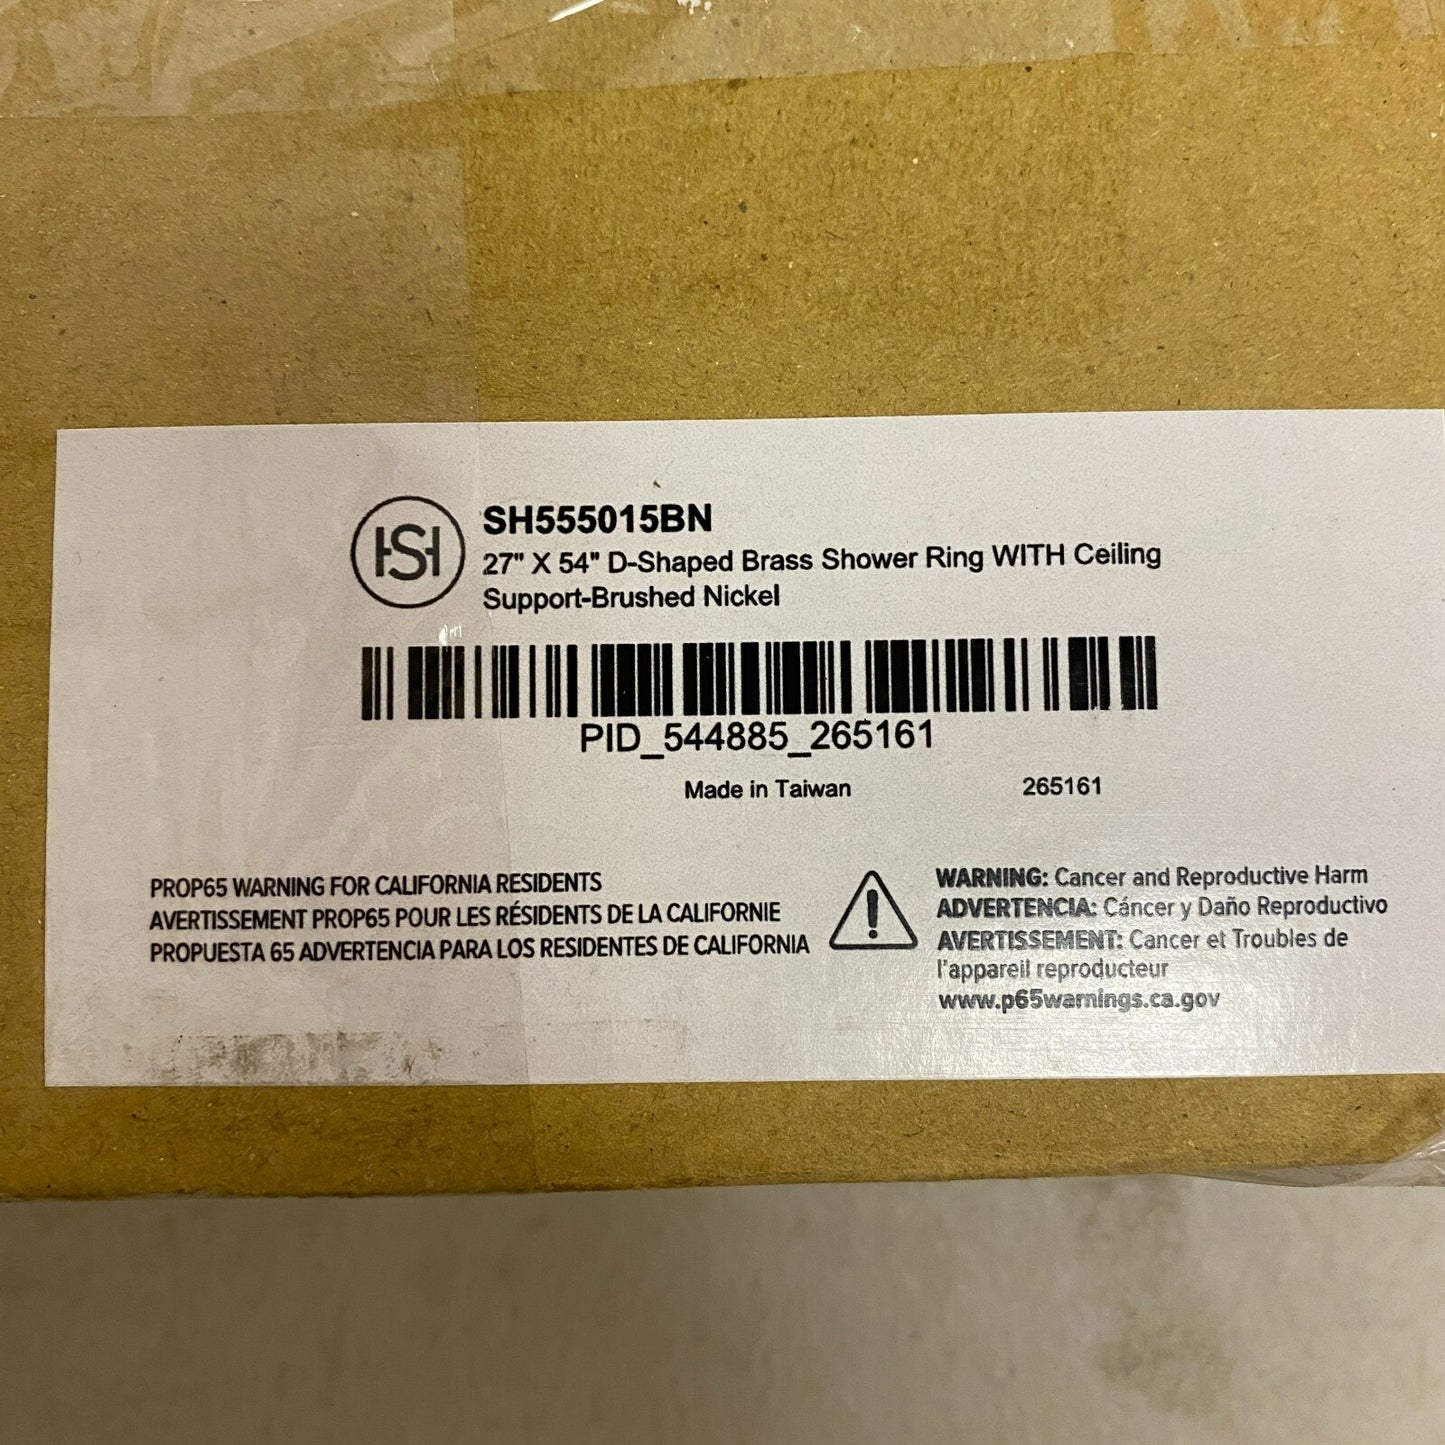 HSH
SH555015BN
27" X 54" D-Shaped Brass Shower Ring WITH Ceiling
Support-Brushed Nickel
PID_544885_265161
Made in Taiwan 265161
PROP65 WARNING FOR CALIFORNIA RESIDENTS
AVERTISSEMENT PROP65 POUR LES RÉSIDENTS DE LA CALIFORNIE
PROPUESTA 65 ADVERTENCIA PARA LOS RESIDENTES DE CALIFORNIA
WARNING: Cancer and Reproductive Harm
ADVERTENCIA: Cáncer y Daño Reproductivo
AVERTISSEMENT: Cancer et Troubles de
l'appareil reproducteur
www.p65warnings.ca.gov